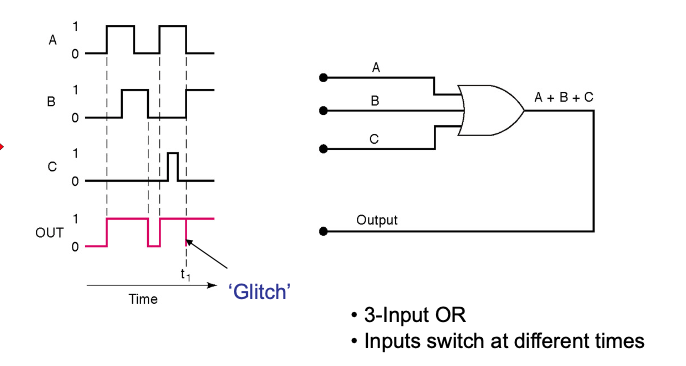 1
A
0
1
B
0
1
C
0
1
OUT
0
t1
Time
'Glitch'
A
B
C
A + B + C
Output
• 3-Input OR
• Inputs switch at different times